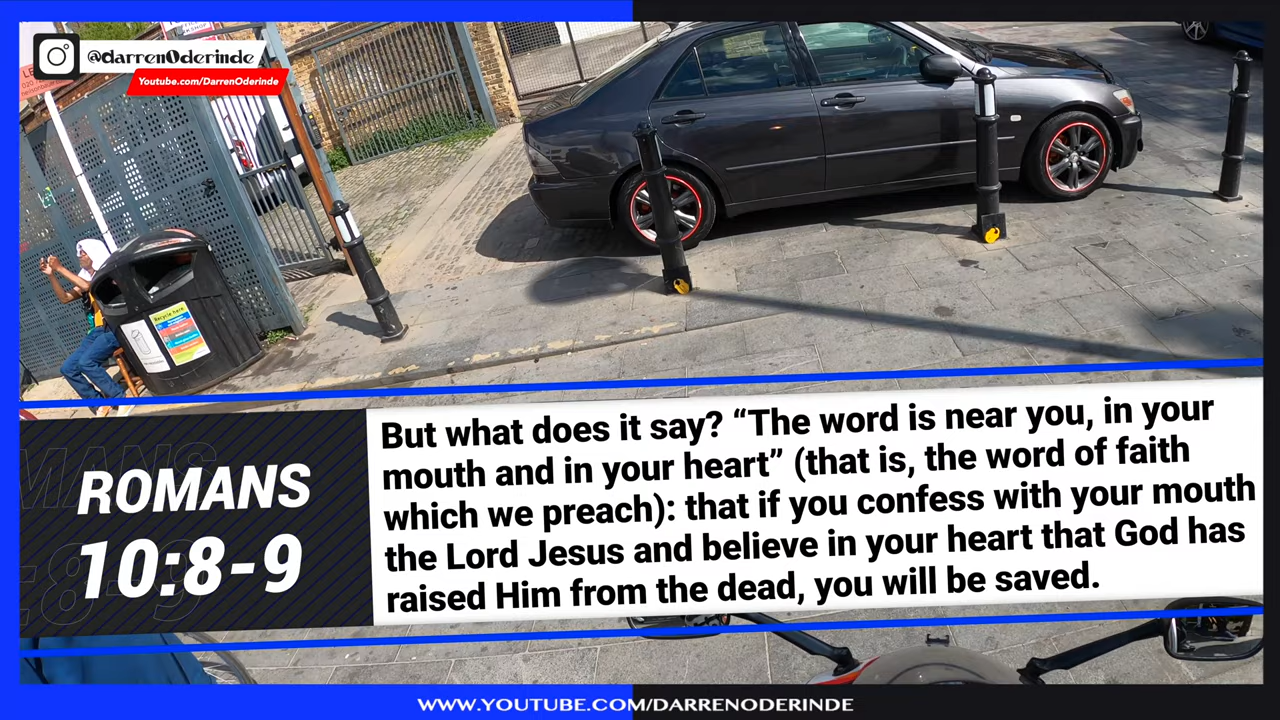 @darrenOderinde
Youtube.com/DarrenOderinde
Recycle here
ROMANS
10:8-9
But what does it say? “The word is near you, in your
mouth and in your heart” (that is, the word of faith
which we preach): that if you confess with your mouth
the Lord Jesus and believe in your heart that God has
raised Him from the dead, you will be saved.
WWW.YOUTUBE.COM/DARRENODERINDE